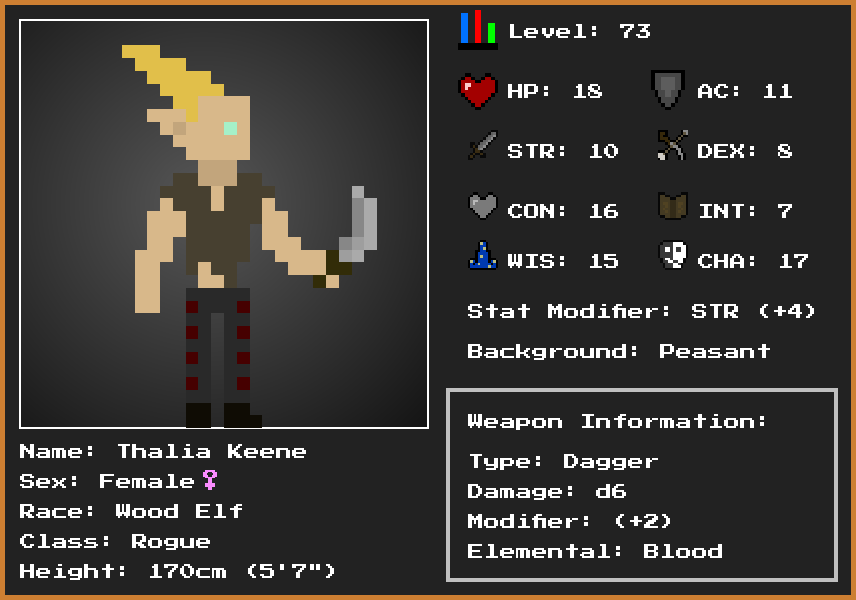 Level: 73
HP: 18 AC: 11
STR: 10 DEX: 8
CON: 16 INT: 7
WIS: 15 CHA: 17
Stat Modifier: STR (+4)
Background: Peasant
Weapon Information:
Type: Dagger
Damage: d6
Modifier: (+2)
Elemental: Blood
Name: Thalia Keene
Sex: Female♀
Race: Wood Elf
Class: Rogue
Height: 170cm (5'7")